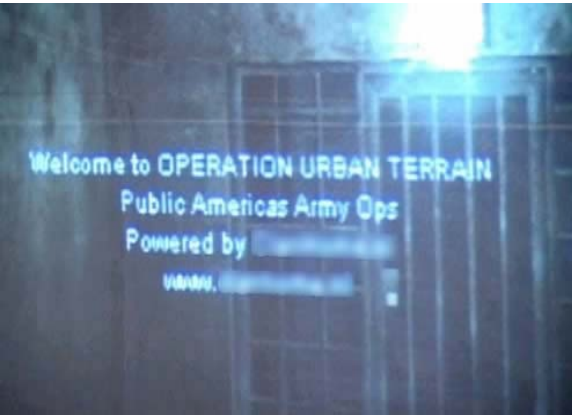 Welcome to OPERATION URBAN TERRAIN
Public Americas Army Ops
Powered by
www.